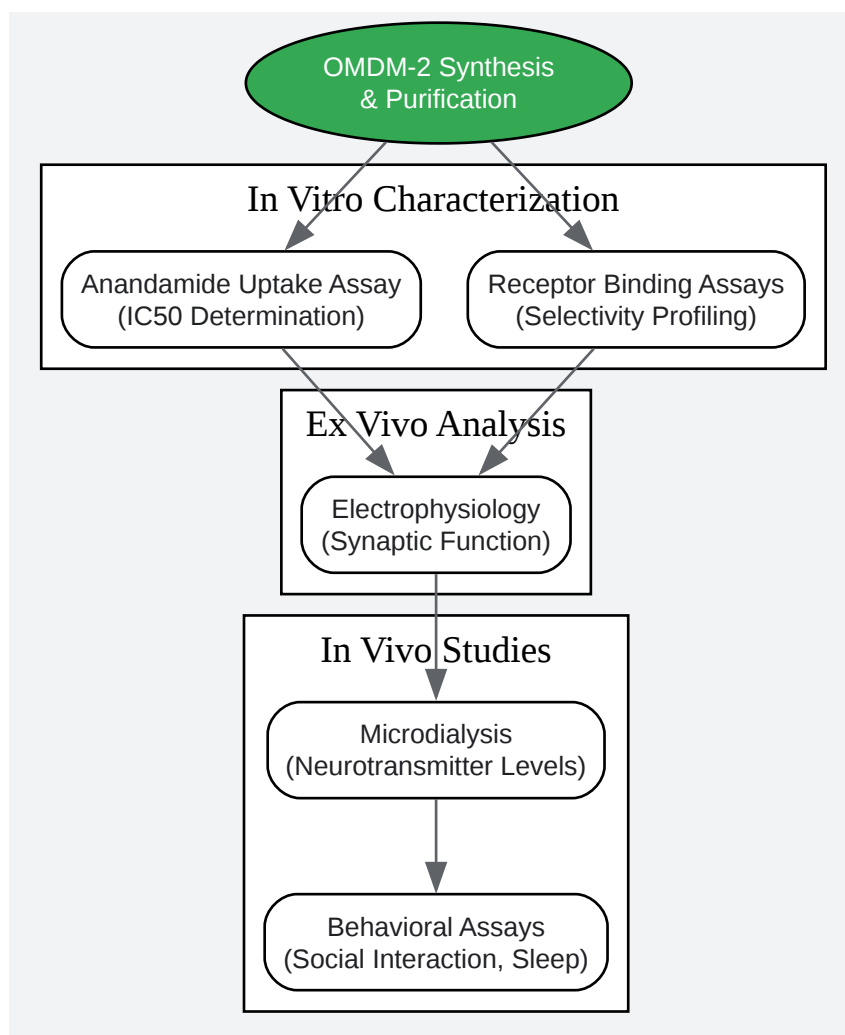 OMDM-2 Synthesis
& Purification
In Vitro Characterization
Anandamide Uptake Assay
(IC50 Determination)
Receptor Binding Assays
(Selectivity Profiling)
Ex Vivo Analysis
Electrophysiology
(Synaptic Function)
In Vivo Studies
Microdialysis
(Neurotransmitter Levels)
Behavioral Assays
(Social Interaction, Sleep)